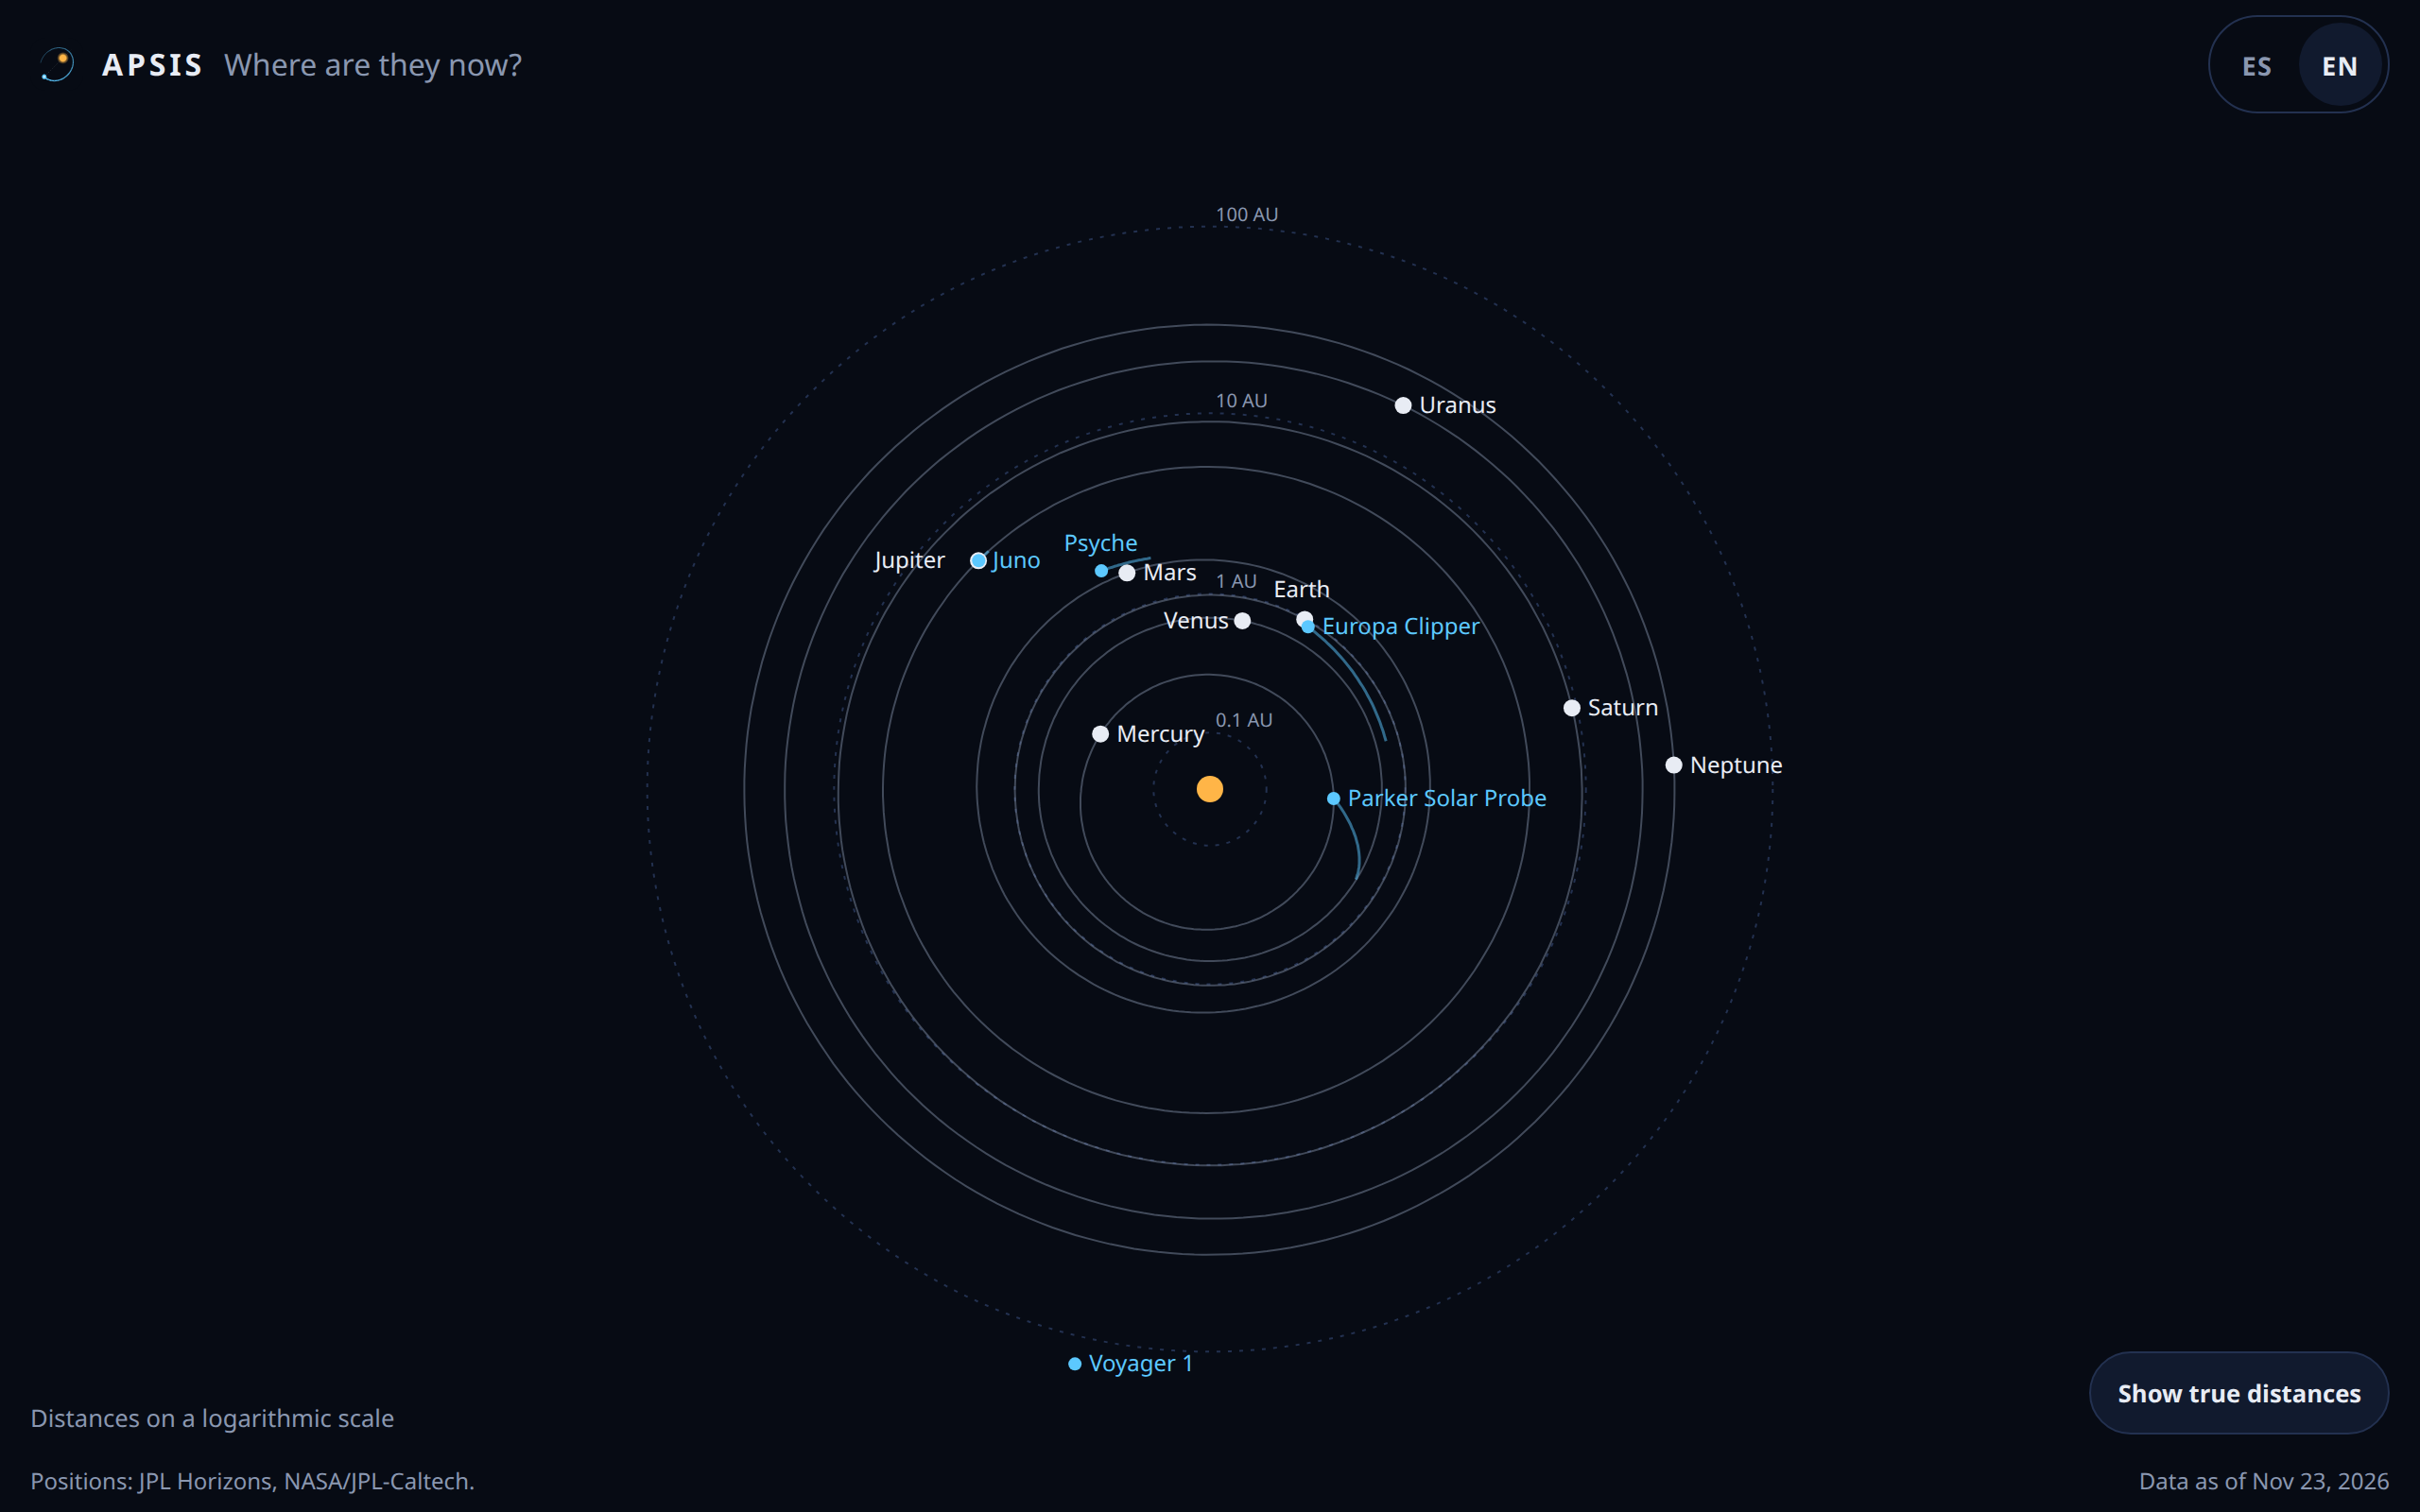 APSIS Where are they now?
ES EN
100 AU
10 AU
Uranus
Psyche
Jupiter
Juno
Mars
1 AU
Earth
Venus
Europa Clipper
Saturn
0.1 AU
Mercury
Neptune
Parker Solar Probe
Voyager 1
Show true distances
Distances on a logarithmic scale
Positions: JPL Horizons, NASA/JPL-Caltech.
Data as of Nov 23, 2026